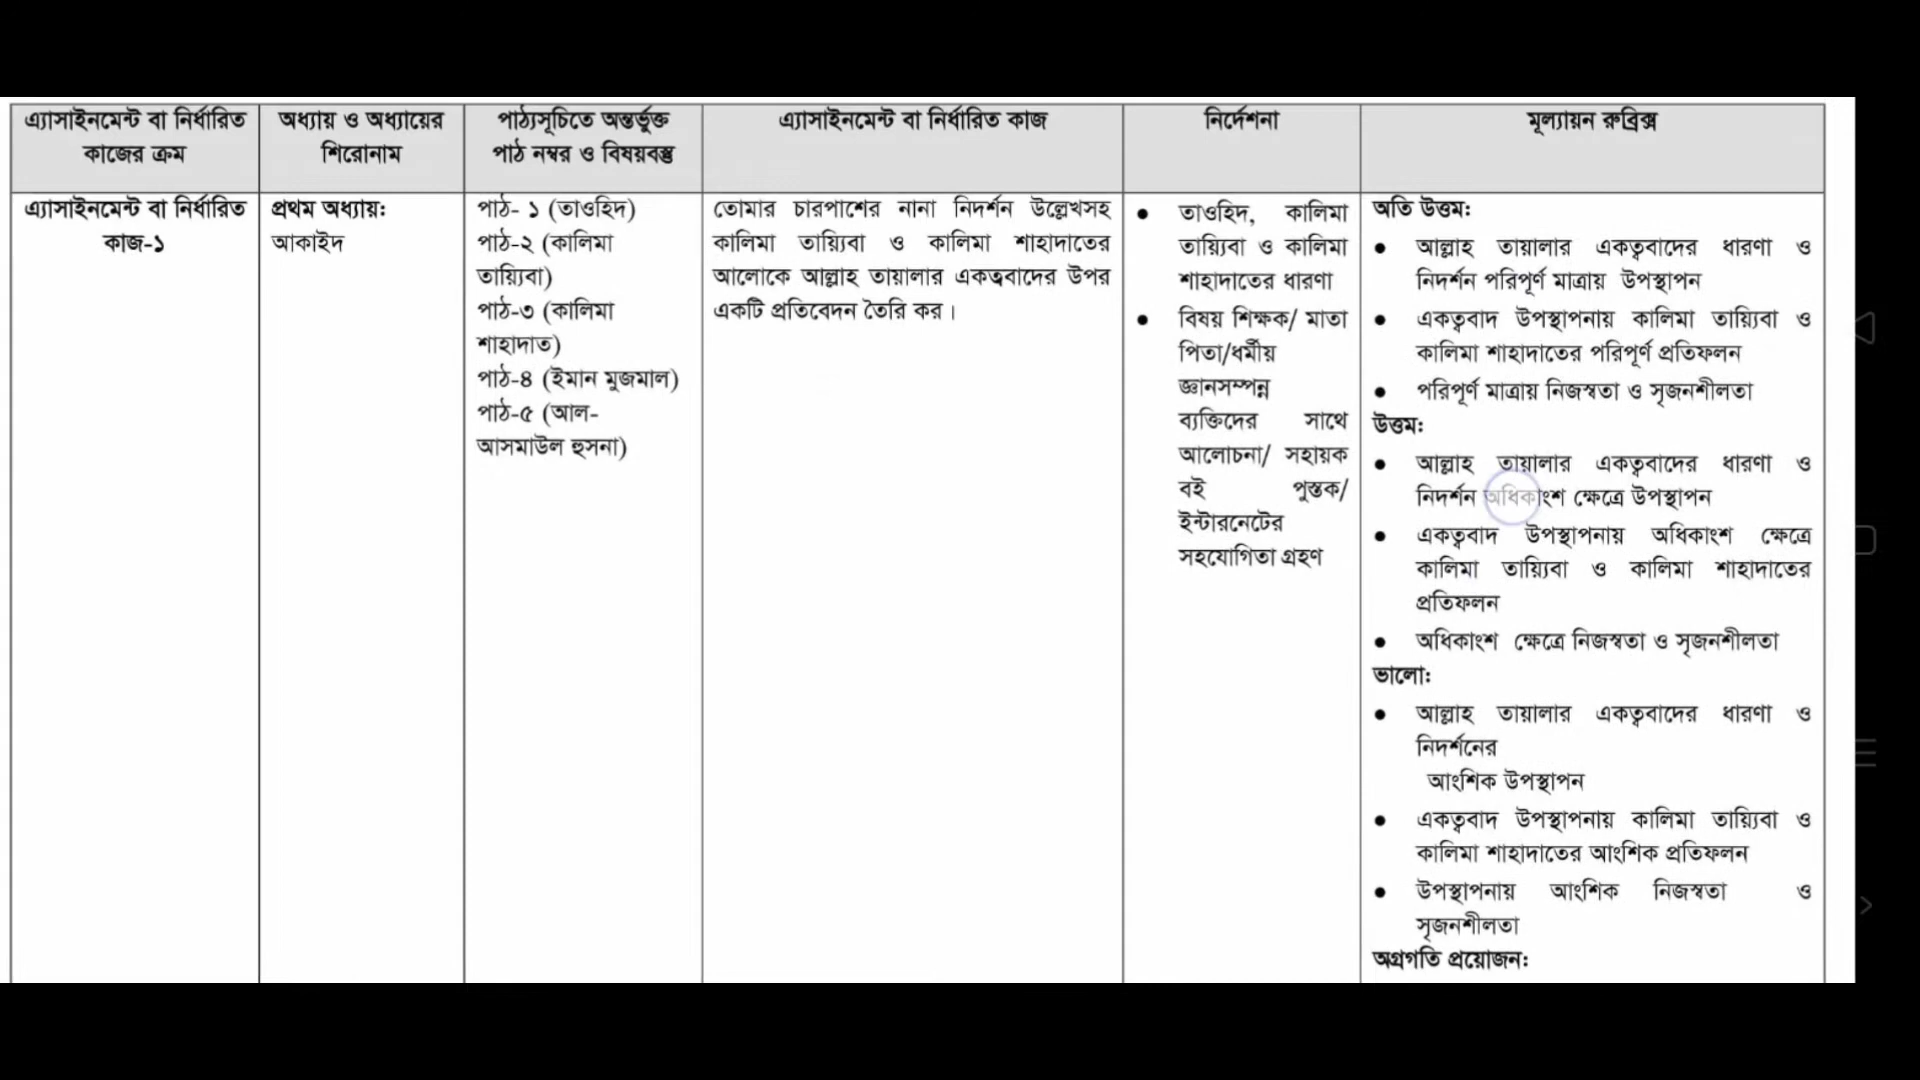 এ্যাসাইনমেন্ট বা নির্ধারিত
কাজের ক্রম
অধ্যায় ও অধ্যায়ের
শিরোনাম
পাঠ্যসূচিতে অন্তর্ভুক্ত
পাঠ নম্বর ও বিষয়বস্তু
এ্যাসাইনমেন্ট বা নির্ধারিত কাজ
নির্দেশনা
মূল্যায়ন রুব্রিক্স
এ্যাসাইনমেন্ট বা নির্ধারিত
কাজ-১
প্রথম অধ্যায়:
আকাইদ
পাঠ- ১ (তাওহিদ)
পাঠ-২ (কালিমা
তায়্যিবা)
পাঠ-৩ (কালিমা
শাহাদাত)
পাঠ-৪ (ইমান মুজমাল)
পাঠ-৫ (আল-
আসমাউল হুসনা)
তোমার চারপাশের নানা নিদর্শন উল্লেখসহ
কালিমা তায়্যিবা ও কালিমা শাহাদাতের
আলোকে আল্লাহ তায়ালার একত্ববাদের উপর
একটি প্রতিবেদন তৈরি কর।
● তাওহিদ, কালিমা
তায়্যিবা ও কালিমা
শাহাদাতের ধারণা
● বিষয় শিক্ষক/ মাতা
পিতা/ধর্মীয়
জ্ঞানসম্পন্ন
ব্যক্তিদের সাথে
আলোচনা/ সহায়ক
বই পুস্তক/
ইন্টারনেটের
সহযোগিতা গ্রহণ
অতি উত্তম:
● আল্লাহ তায়ালার একত্ববাদের ধারণা ও
নিদর্শন পরিপূর্ণ মাত্রায় উপস্থাপন
● একত্ববাদ উপস্থাপনায় কালিমা তায়্যিবা ও
কালিমা শাহাদাতের পরিপূর্ণ প্রতিফলন
● পরিপূর্ণ মাত্রায় নিজস্বতা ও সৃজনশীলতা
উত্তম:
● আল্লাহ তায়ালার একত্ববাদের ধারণা ও
নিদর্শন অধিকাংশ ক্ষেত্রে উপস্থাপন
● একত্ববাদ উপস্থাপনায় অধিকাংশ ক্ষেত্রে
কালিমা তায়্যিবা ও কালিমা শাহাদাতের
প্রতিফলন
● অধিকাংশ ক্ষেত্রে নিজস্বতা ও সৃজনশীলতা
ভালো:
● আল্লাহ তায়ালার একত্ববাদের ধারণা ও
নিদর্শনের
আংশিক উপস্থাপন
● একত্ববাদ উপস্থাপনায় কালিমা তায়্যিবা ও
কালিমা শাহাদাতের আংশিক প্রতিফলন
● উপস্থাপনায় আংশিক নিজস্বতা ও
সৃজনশীলতা
অগ্রগতি প্রয়োজন: